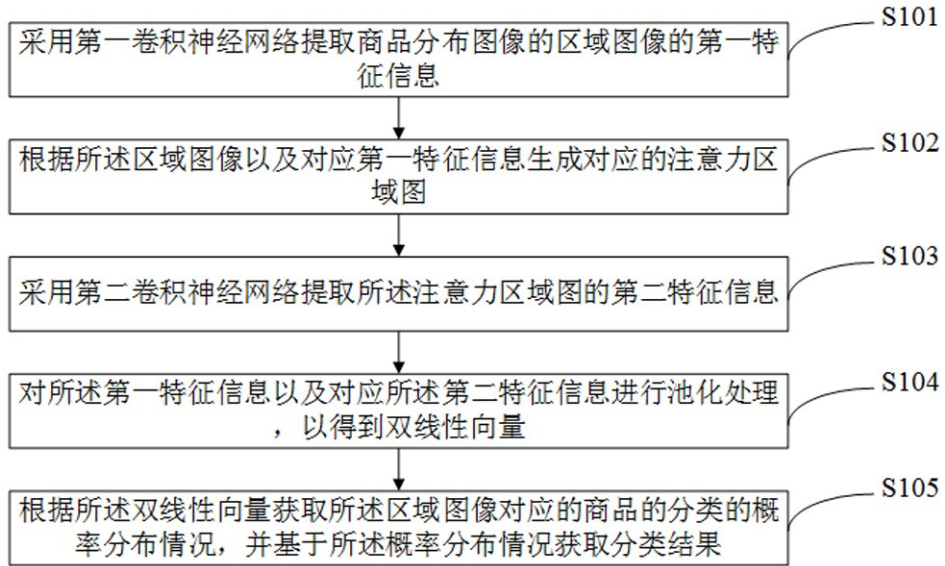 采用第一卷积神经网络提取商品分布图像的区域图像的第一特
征信息
S101
根据所述区域图像以及对应第一特征信息生成对应的注意力区
域图
S102
采用第二卷积神经网络提取所述注意力区域图的第二特征信息
S103
对所述第一特征信息以及对应所述第二特征信息进行池化处理
，以得到双线性向量
S104
根据所述双线性向量获取所述区域图像对应的商品的分类的概
率分布情况，并基于所述概率分布情况获取分类结果
S105